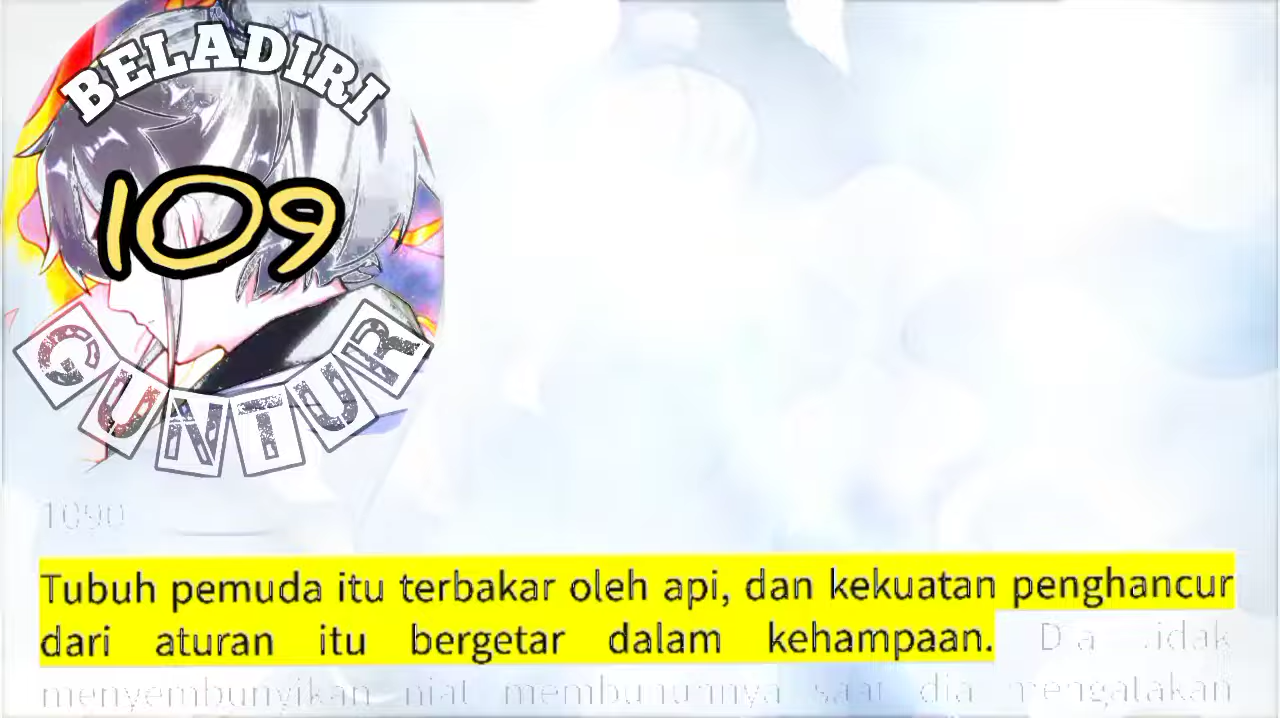 BELADIRI
109
GUNTUR
1090
Tubuh pemuda itu terbakar oleh api, dan kekuatan penghancur
dari aturan itu bergetar dalam kehampaan. Dia tidak
menyembunyikan niat membunuhnya saat dia mengatakan